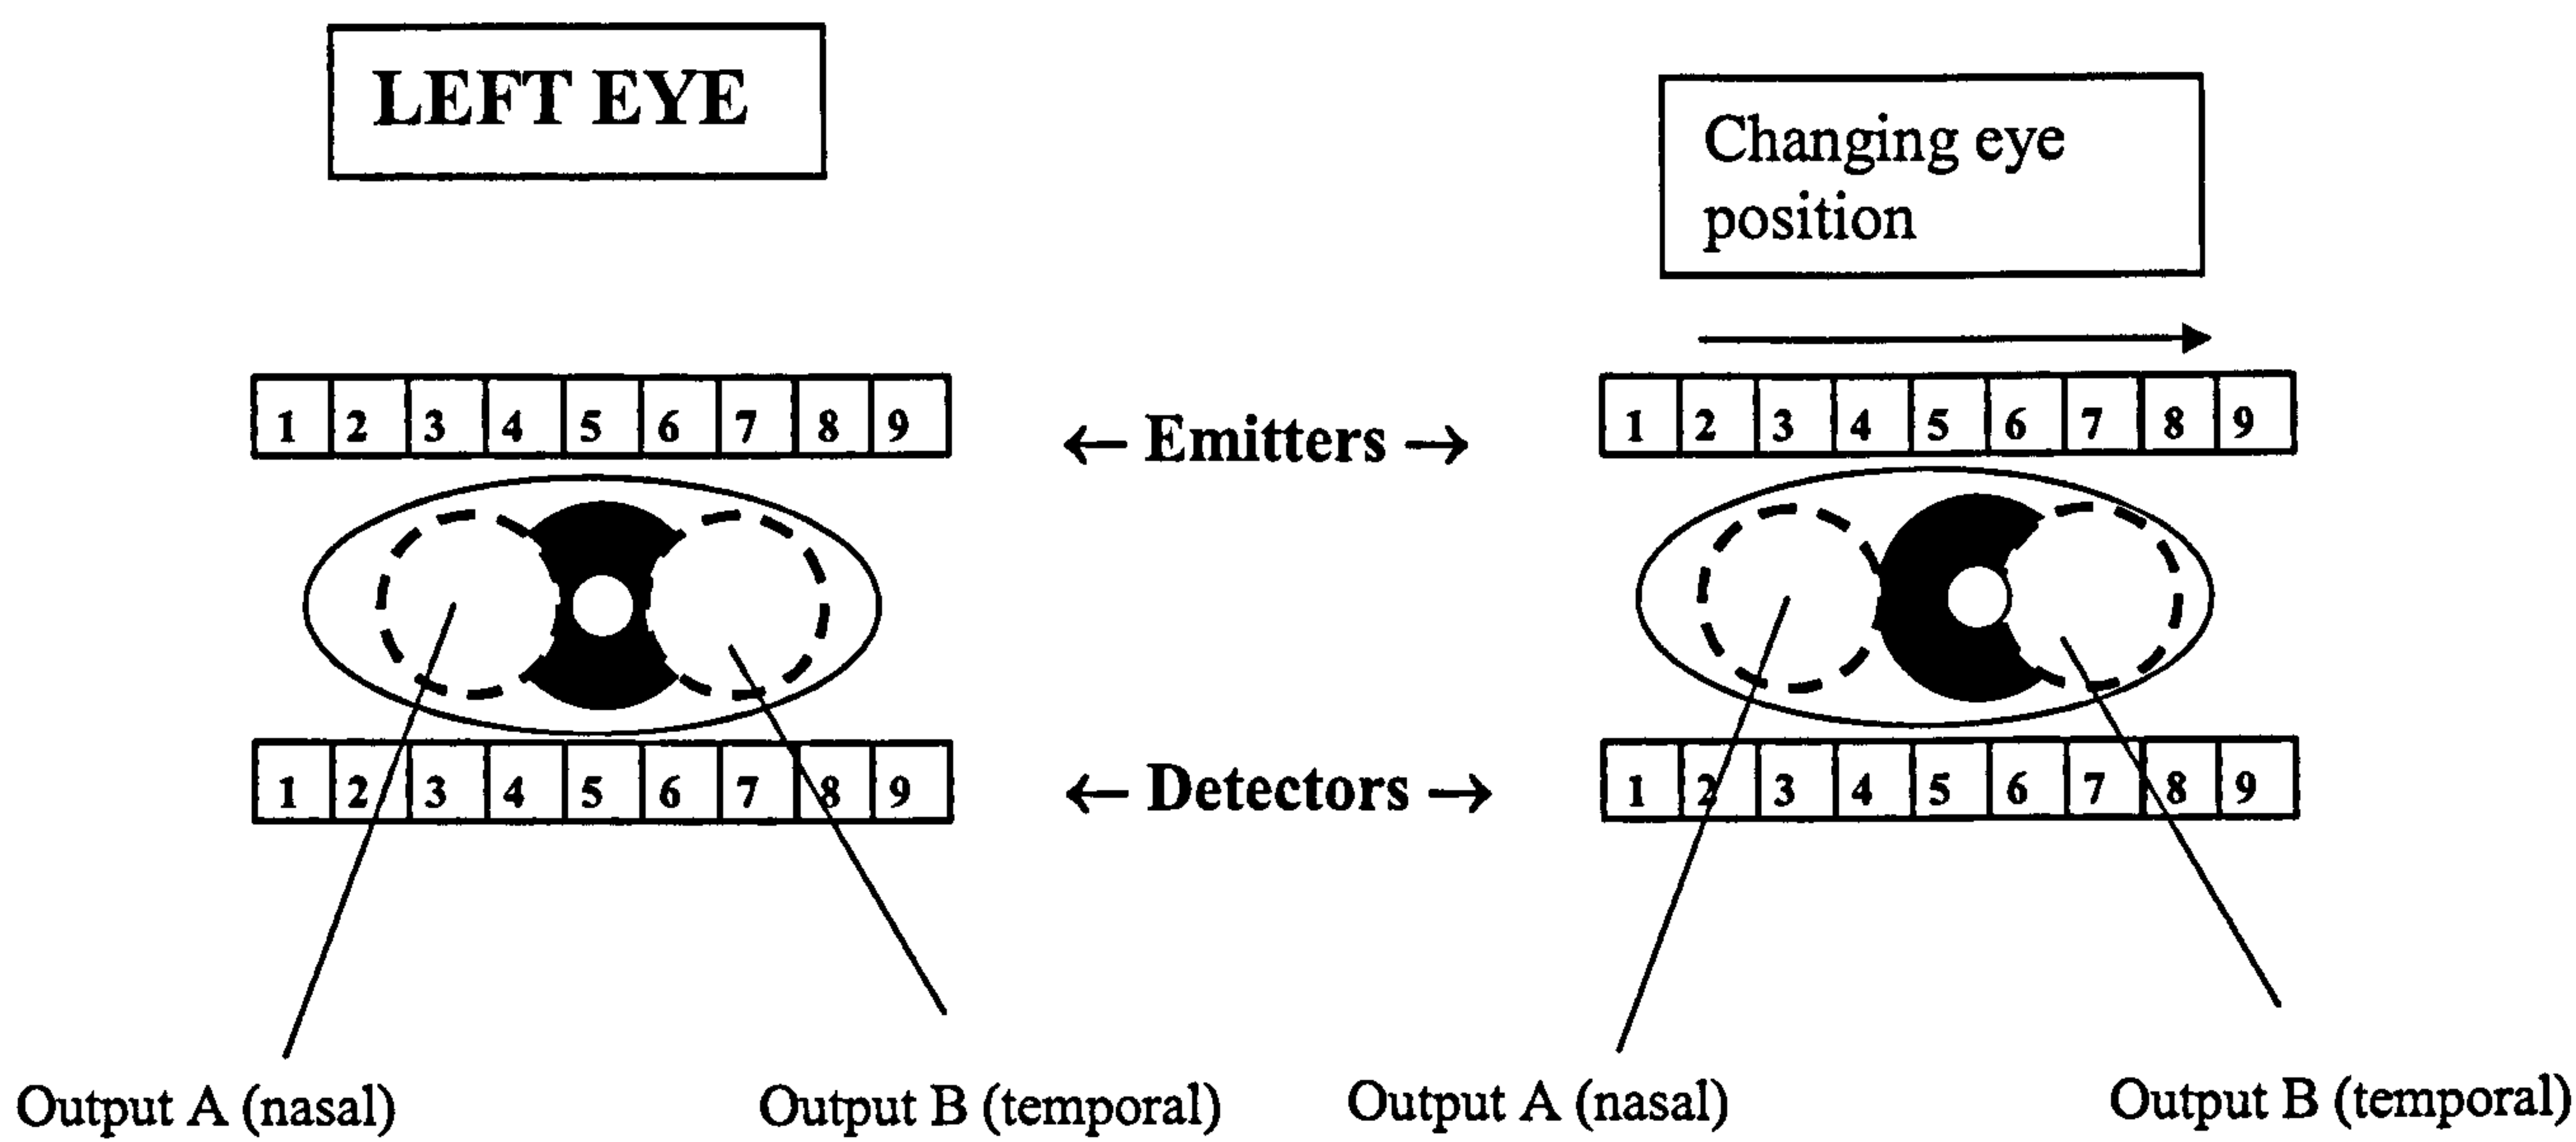 LEFT EYE
Changing eye
position
1 2 3 4 5 6 7 8 9
← Emitters →
1 2 3 4 5 6 7 8 9
1 2 3 4 5 6 7 8 9
← Detectors →
1 2 3 4 5 6 7 8 9
Output A (nasal)
Output B (temporal)
Output A (nasal)
Output B (temporal)